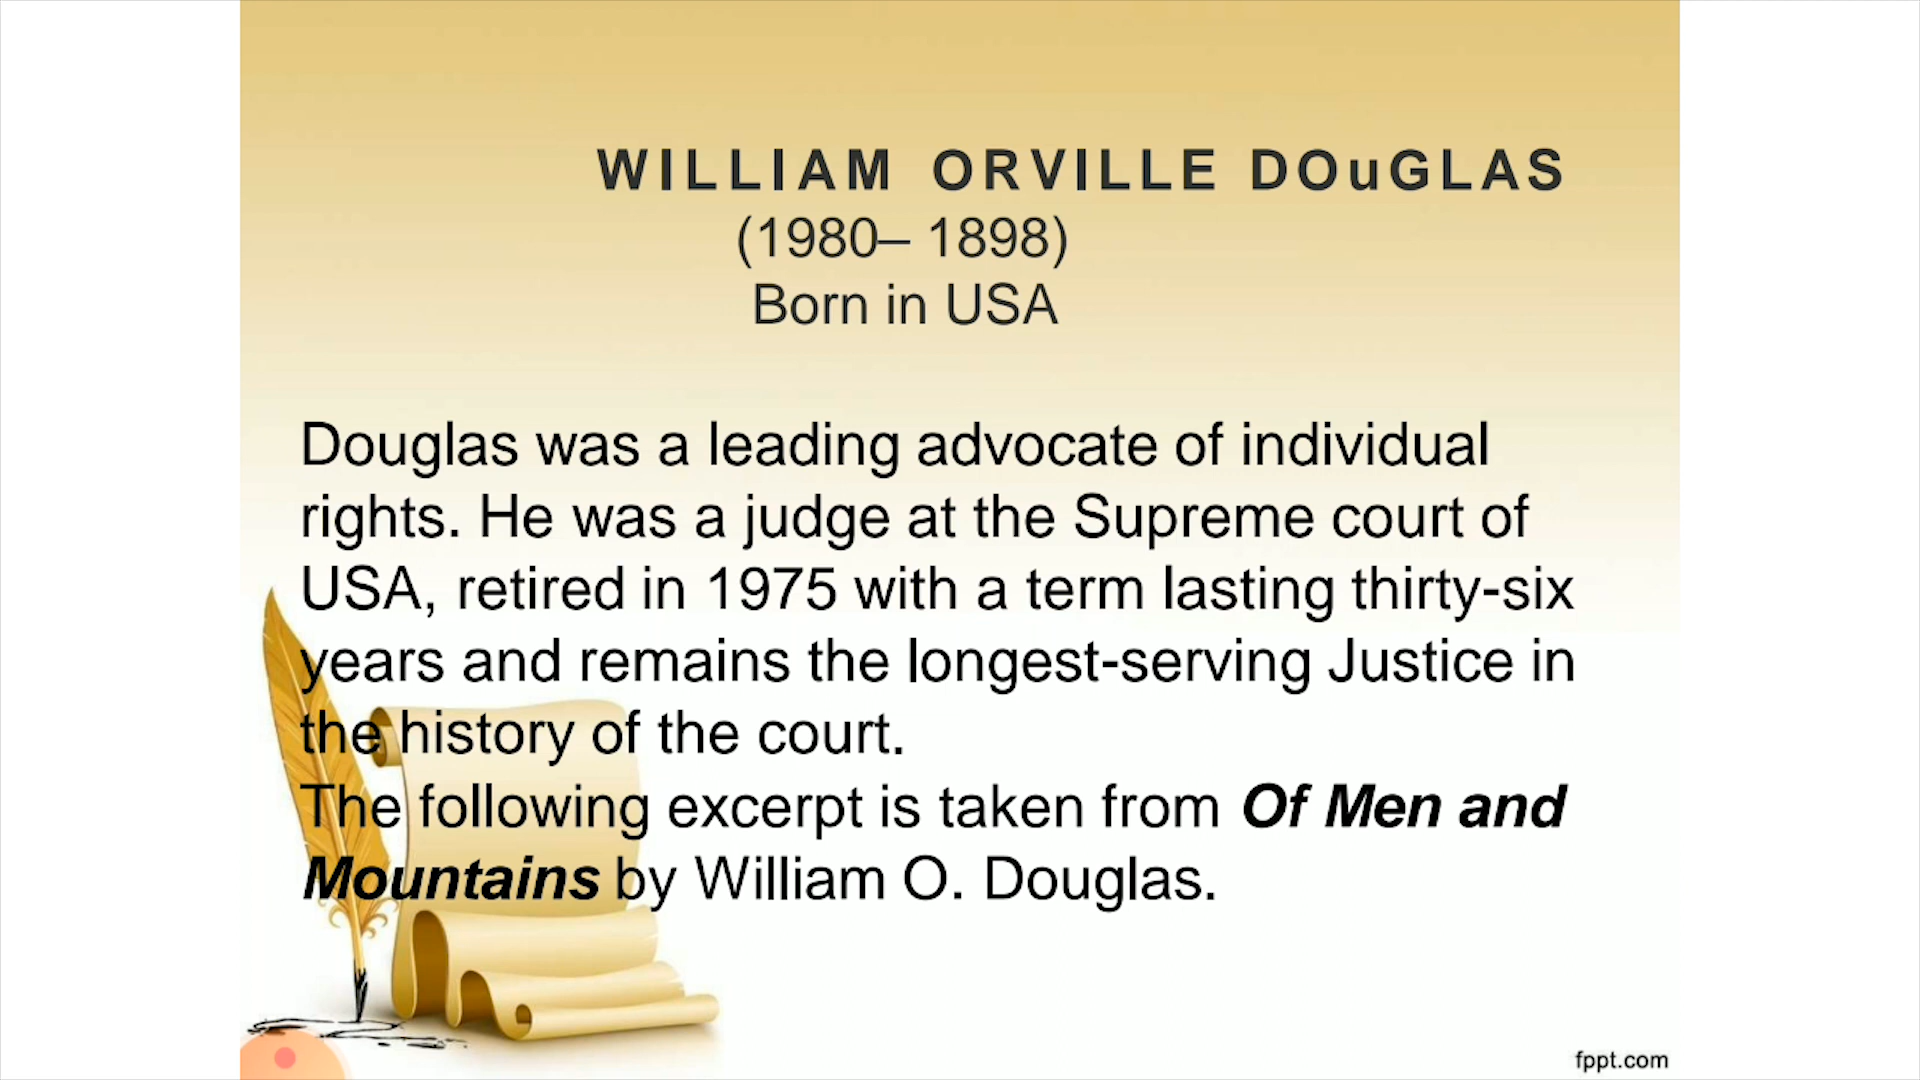 WILLIAM ORVILLE DOuGLAS
(1980– 1898)
Born in USA
Douglas was a leading advocate of individual
rights. He was a judge at the Supreme court of
USA, retired in 1975 with a term lasting thirty-six
years and remains the longest-serving Justice in
the history of the court.
The following excerpt is taken from Of Men and
Mountains by William O. Douglas.
fppt.com